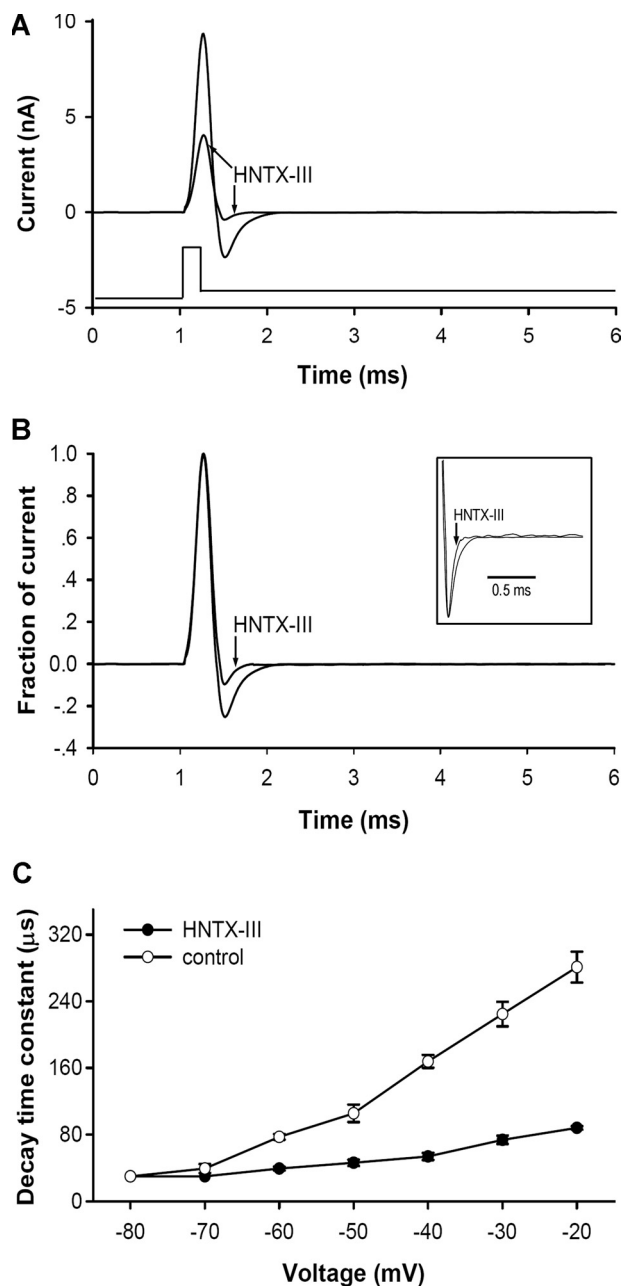 A
Current (nA)
10
5
0
-5
HNTX-III
0 1 2 3 4 5 6
Time (ms)
B
Fraction of current
1.0
.8
.6
.4
.2
0.0
-.2
-.4
HNTX-III
HNTX-III
0.5 ms
0 1 2 3 4 5 6
Time (ms)
C
Decay time constant (μs)
320
240
160
80
0
HNTX-III
control
-80 -70 -60 -50 -40 -30 -20
Voltage (mV)